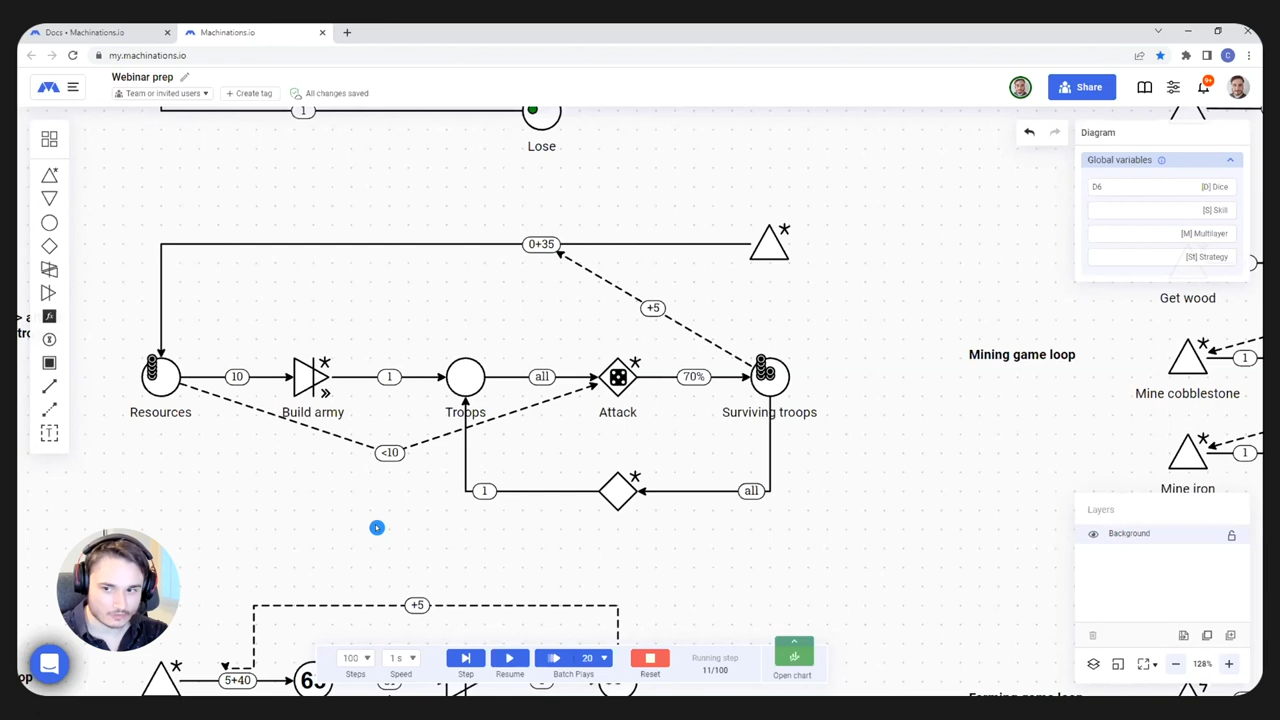 Docs • Machinations.io
Machinations.io
my.machinations.io
Webinar prep
Team or invited users
+ Create tag
All changes saved
Share
9+
C
Diagram
Global variables
D6 [D] Dice
[S] Skill
[M] Multilayer
[St] Strategy
1
Lose
0+35
+5
Get wood
Mining game loop
1
Mine cobblestone
10
1
all
70%
Resources
Build army
Troops
Attack
Surviving troops
<10
1
Mine iron
1
all
Layers
Background
+5
5+40
100
Steps
1 s
Speed
Step
Resume
20
Batch Plays
Reset
Running step
11/100
Open chart
128%